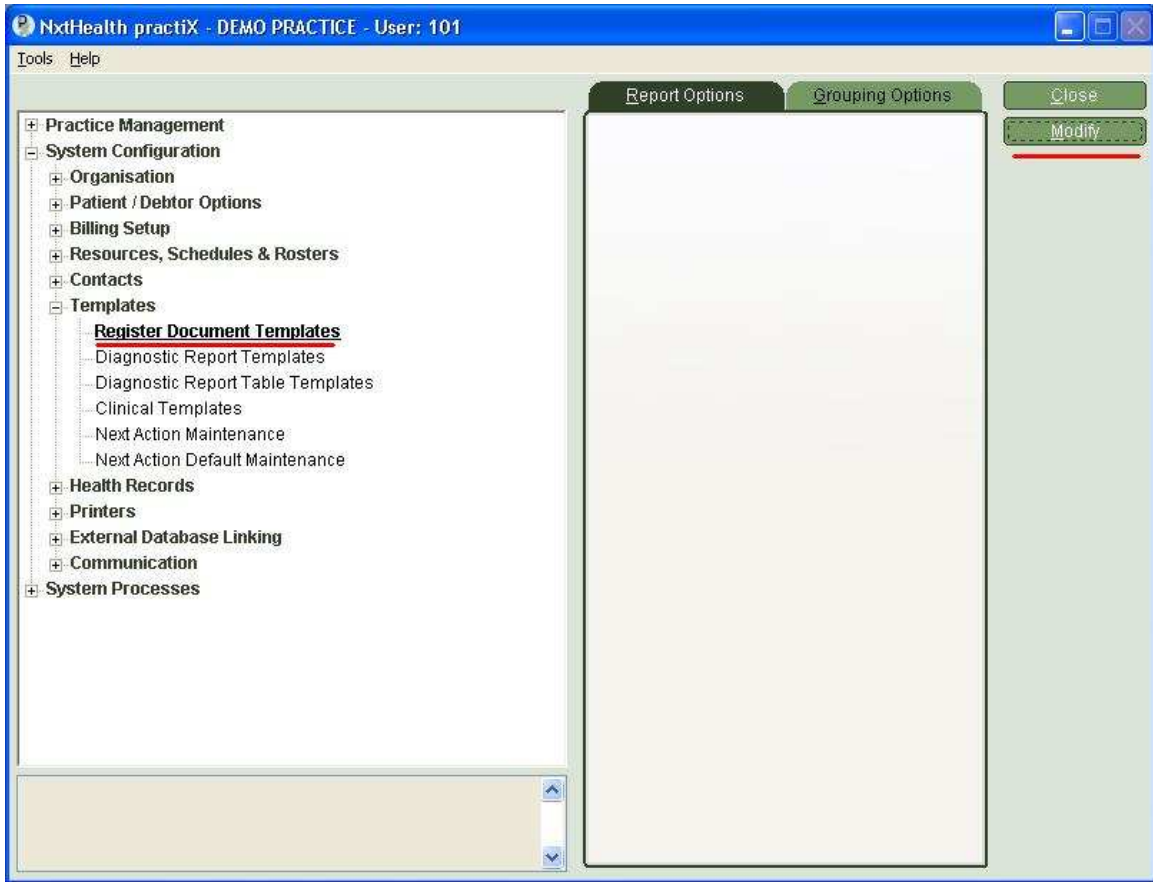 NxtHealth practiX - DEMO PRACTICE - User: 101
Tools Help
Report Options Grouping Options Close
Modify
Practice Management
System Configuration
Organisation
Patient / Debtor Options
Billing Setup
Resources, Schedules & Rosters
Contacts
Templates
Register Document Templates
Diagnostic Report Templates
Diagnostic Report Table Templates
Clinical Templates
Next Action Maintenance
Next Action Default Maintenance
Health Records
Printers
External Database Linking
Communication
System Processes